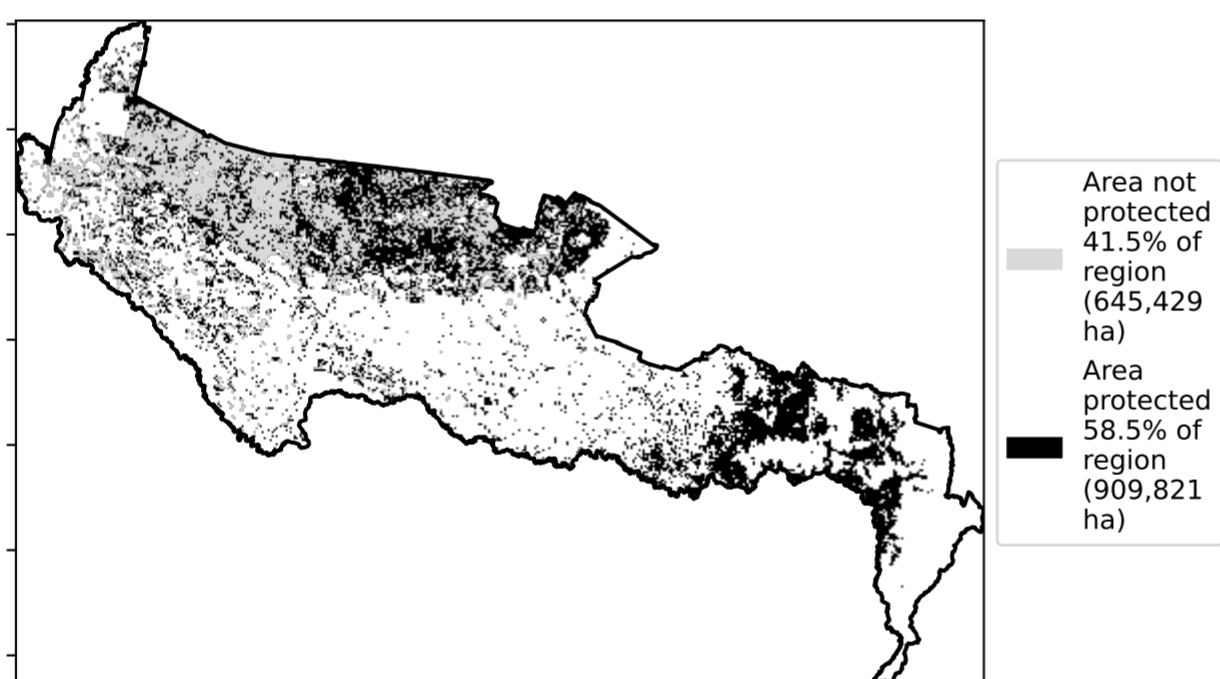 Area not
protected
41.5% of
region
(645,429
ha)
Area
protected
58.5% of
region
(909,821
ha)